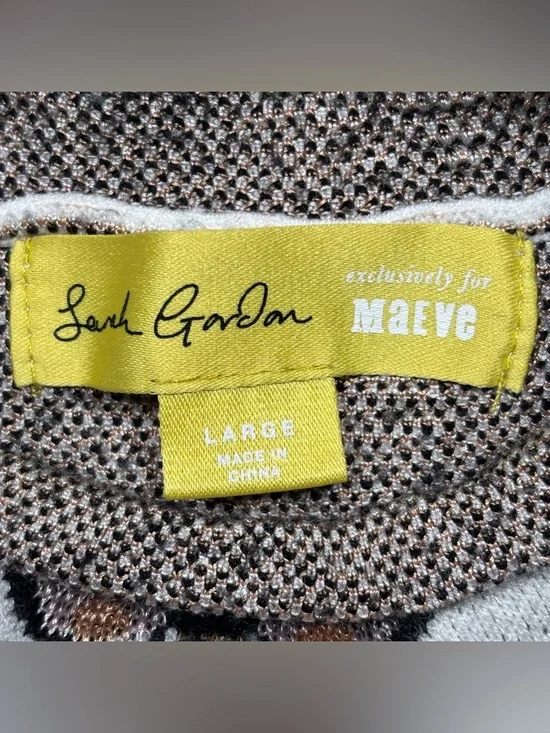 Sarah Gordon
exclusively for
MaEVe
LARGE
MADE IN
CHINA